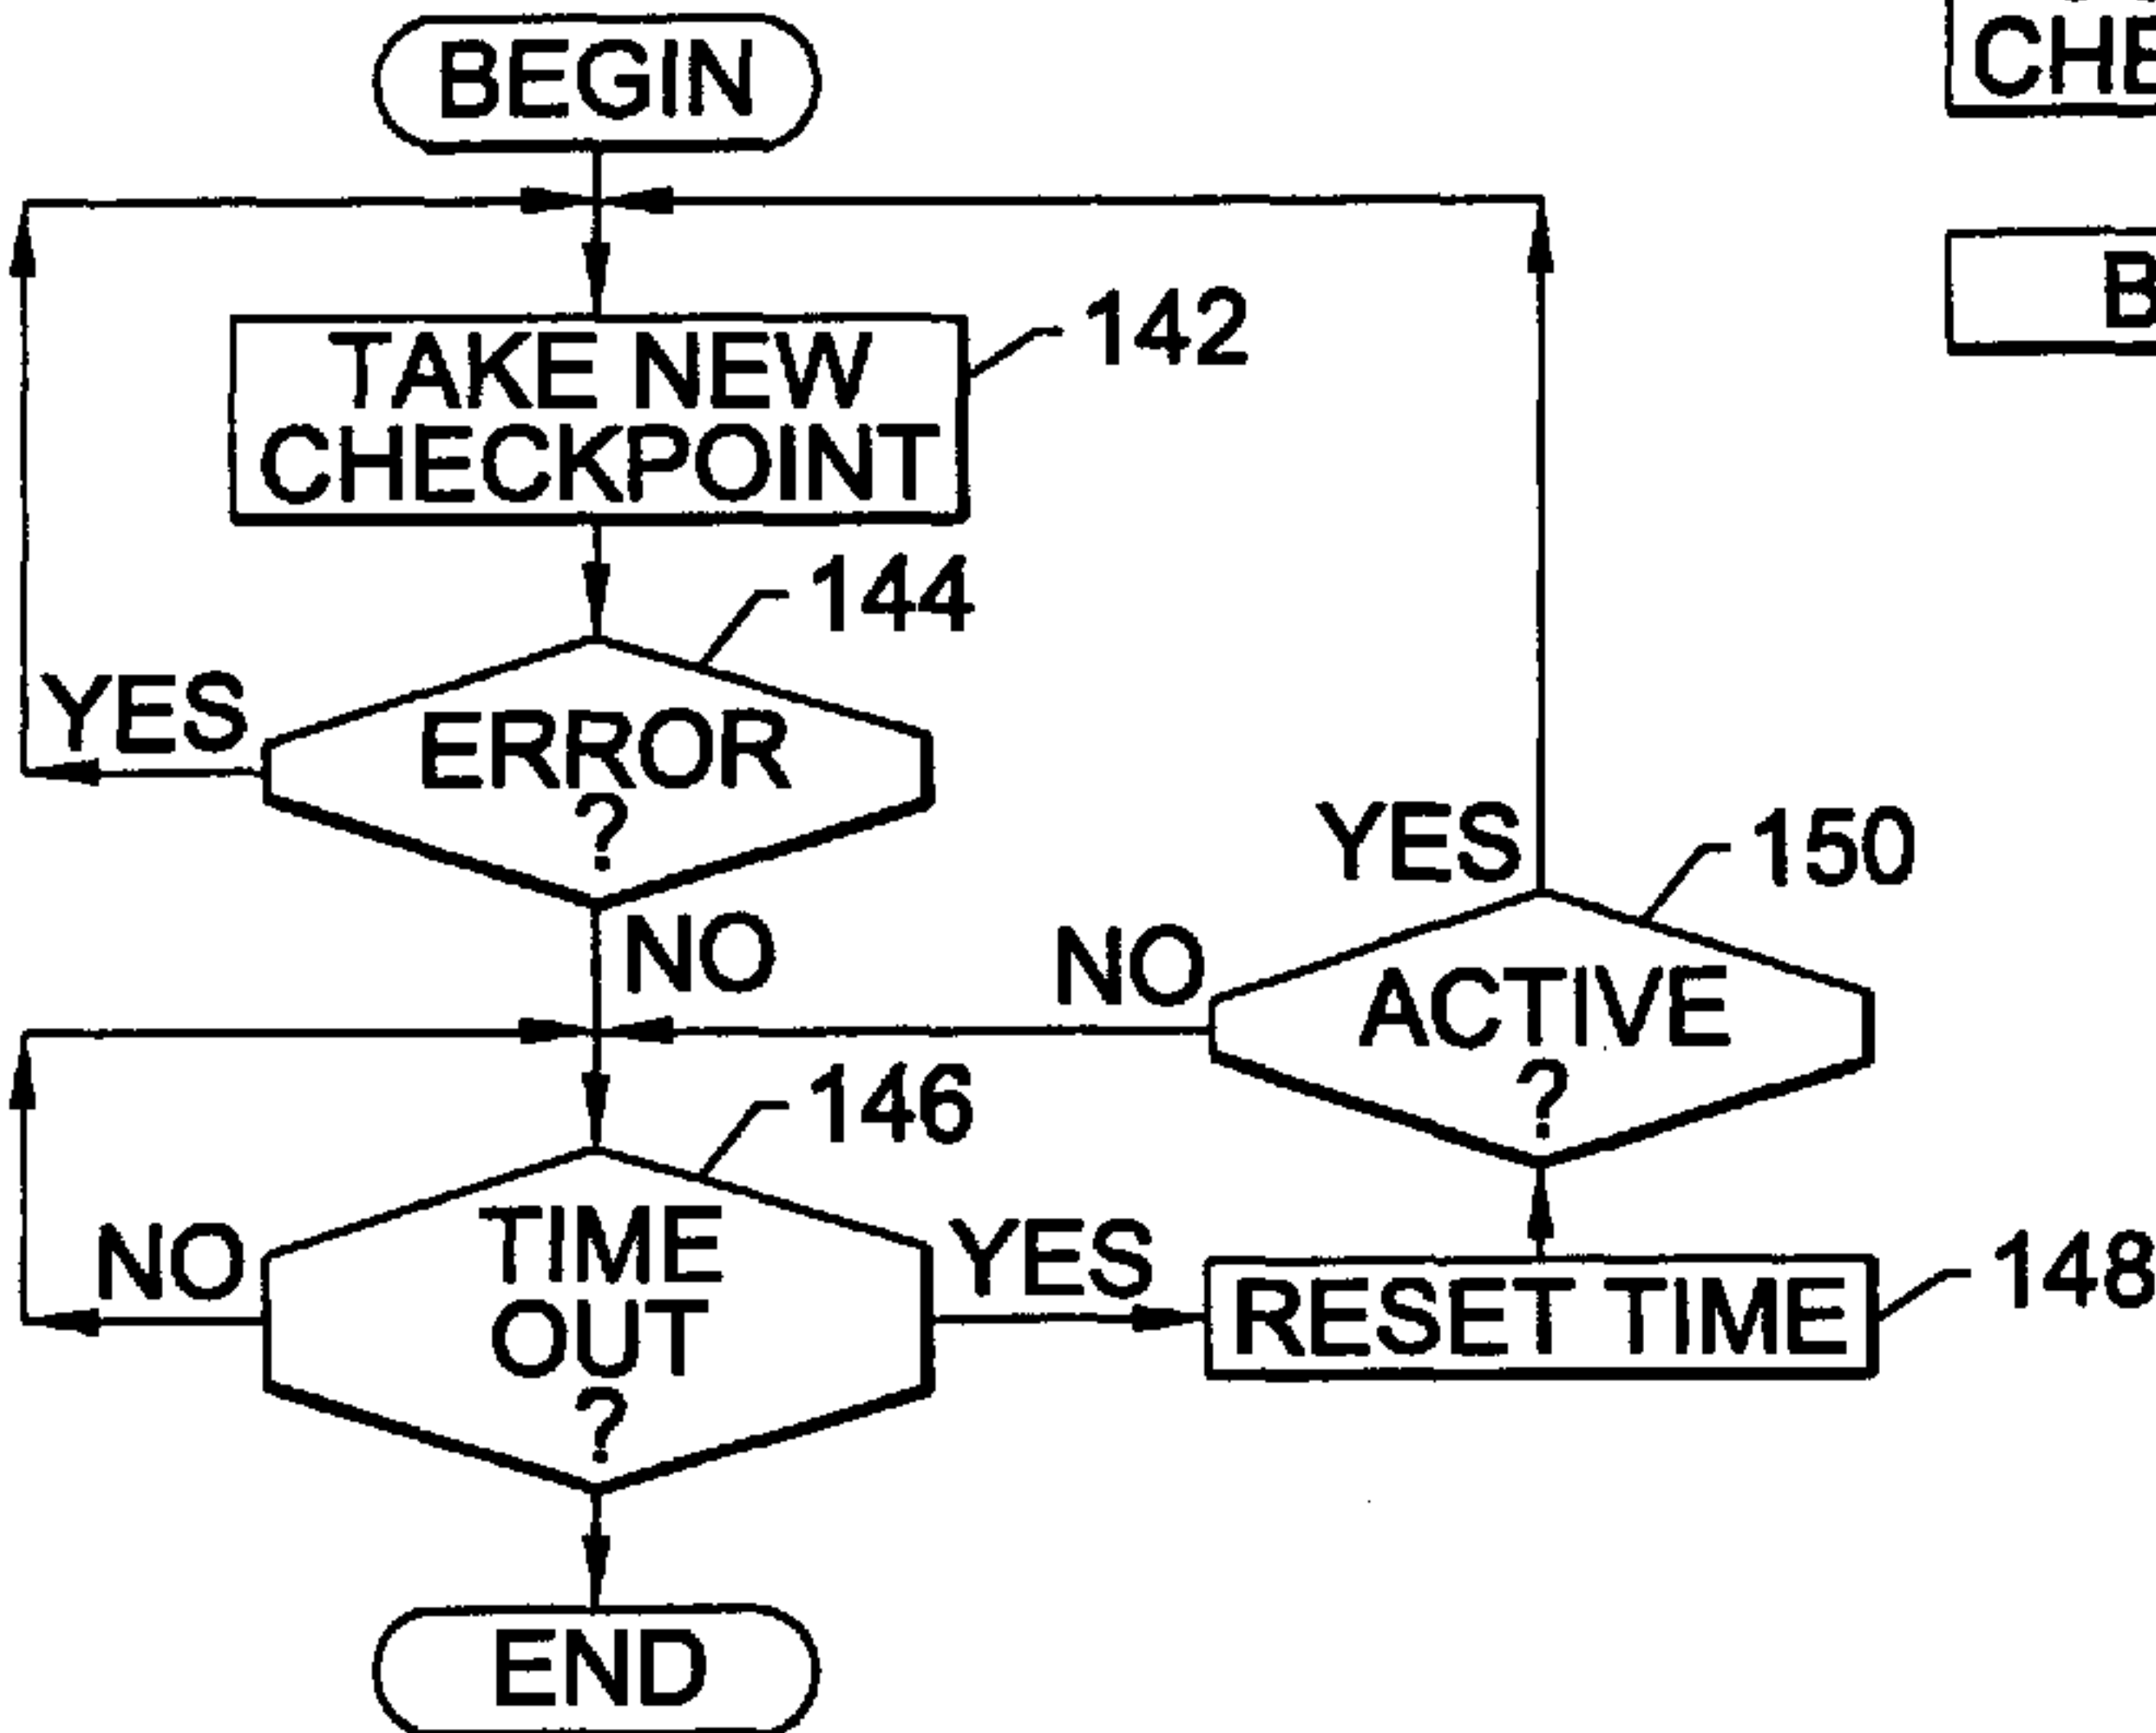 BEGIN
TAKE NEW
CHECKPOINT
142
144
YES
ERROR
?
NO
YES
150
NO
ACTIVE
?
146
NO
TIME
OUT
?
YES
RESET TIME
148
END
CHE
B